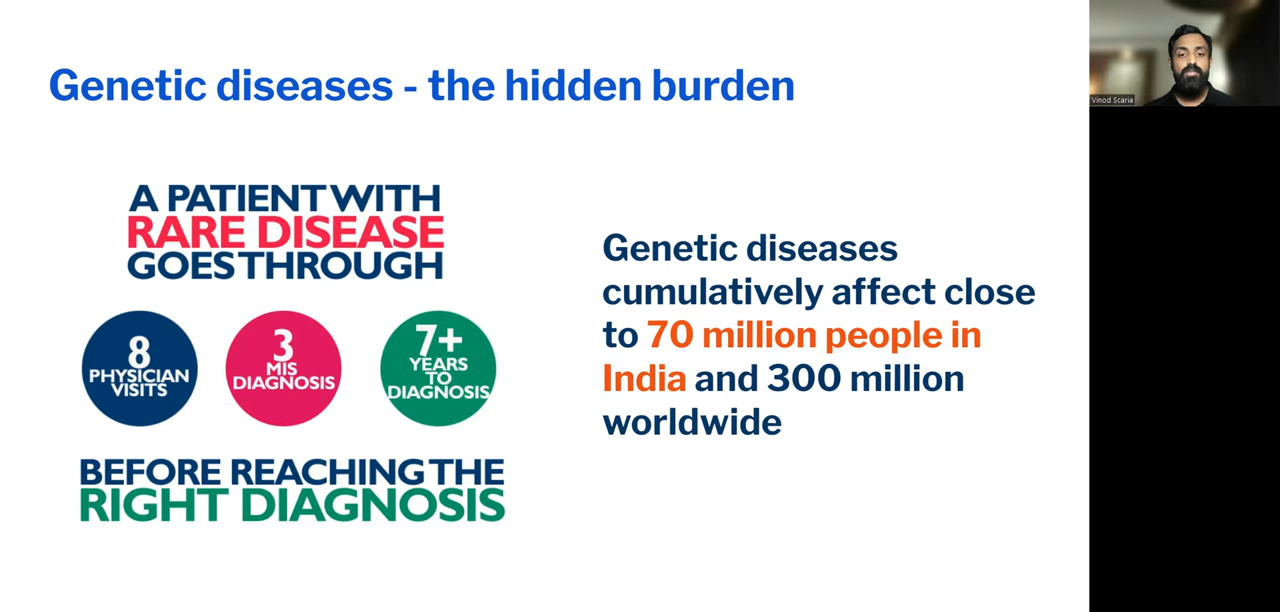 Genetic diseases - the hidden burden
A PATIENT WITH
RARE DISEASE
GOES THROUGH
8
PHYSICIAN
VISITS
3
MIS
DIAGNOSIS
7+
YEARS
TO
DIAGNOSIS
BEFORE REACHING THE
RIGHT DIAGNOSIS
Genetic diseases
cumulatively affect close
to 70 million people in
India and 300 million
worldwide
Vinod Scaria